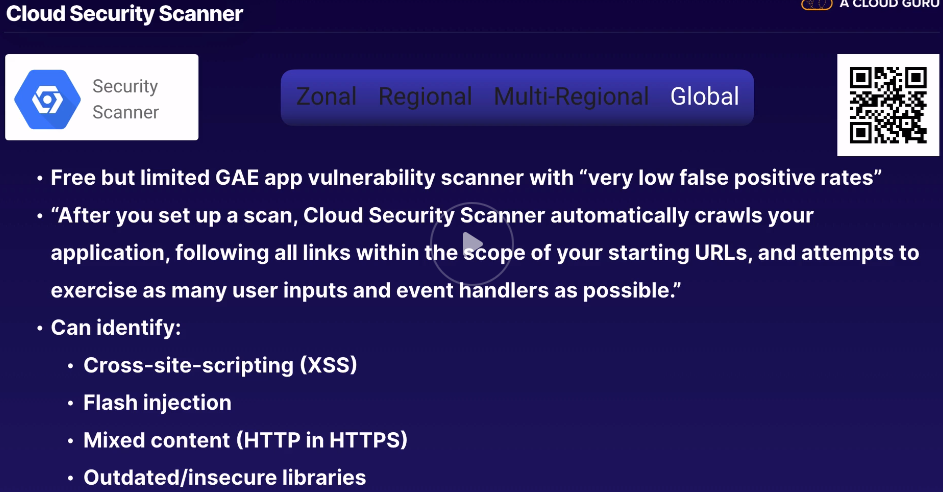 Cloud Security Scanner
A CLOUD GURU
Security
Scanner
Zonal Regional Multi-Regional Global
• Free but limited GAE app vulnerability scanner with “very low false positive rates”
• “After you set up a scan, Cloud Security Scanner automatically crawls your
application, following all links within the scope of your starting URLs, and attempts to
exercise as many user inputs and event handlers as possible.”
• Can identify:
• Cross-site-scripting (XSS)
• Flash injection
• Mixed content (HTTP in HTTPS)
• Outdated/insecure libraries